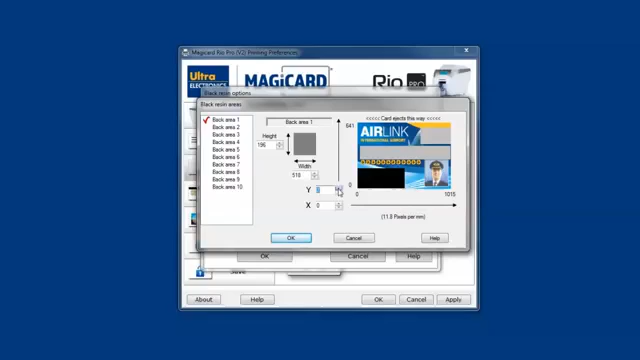 Magicard Rio Pro (V2) Printing Preferences
Ultra
ELECTRONICS
MAGiCARD
Rio PRO
Black resin options
Black resin areas
Back area 1
Back area 2
Back area 3
Back area 4
Back area 5
Back area 6
Back area 7
Back area 8
Back area 9
Back area 10
Back area 1
Height
196
Width:
518
Y
X 0
<<<<< Card ejects this way <<<<<
641
0
AIRLINK
INTERNATIONAL AIRPORT
0 1015
(11.8 Pixels per mm)
OK Cancel Help
OK Cancel Help
Save
About Help OK Cancel Apply